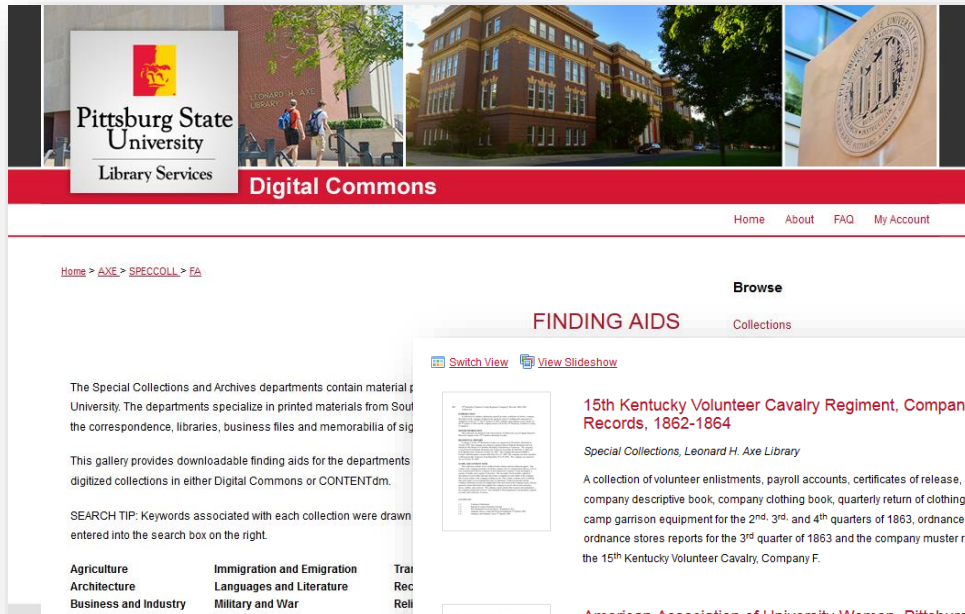 LEONARD H. AXE
LIBRARY
Pittsburg State
University
Library Services
Digital Commons
Home About FAQ My Account
Home > AXE > SPECCOLL > FA
Browse
FINDING AIDS
Collections
Switch View View Slideshow
The Special Collections and Archives departments contain material
University. The departments specialize in printed materials from
the correspondence, libraries, business files and memorabilia of
This gallery provides downloadable finding aids for the departments
digitized collections in either Digital Commons or CONTENTdm.
SEARCH TIP: Keywords associated with each collection were drawn
entered into the search box on the right.
Agriculture Immigration and Emigration
Architecture Languages and Literature
Business and Industry Military and War
15th Kentucky Volunteer Cavalry Regiment,
Records, 1862-1864
Special Collections, Leonard H. Axe Library
A collection of volunteer enlistments, payroll accounts, certificates of release,
company descriptive book, company clothing book, quarterly return of clothing
camp garrison equipment for the 2nd, 3rd, and 4th quarters of 1863, ordnance
ordnance stores reports for the 3rd quarter of 1863 and the company muster
the 15th Kentucky Volunteer Cavalry, Company F.
American Association of University Women,